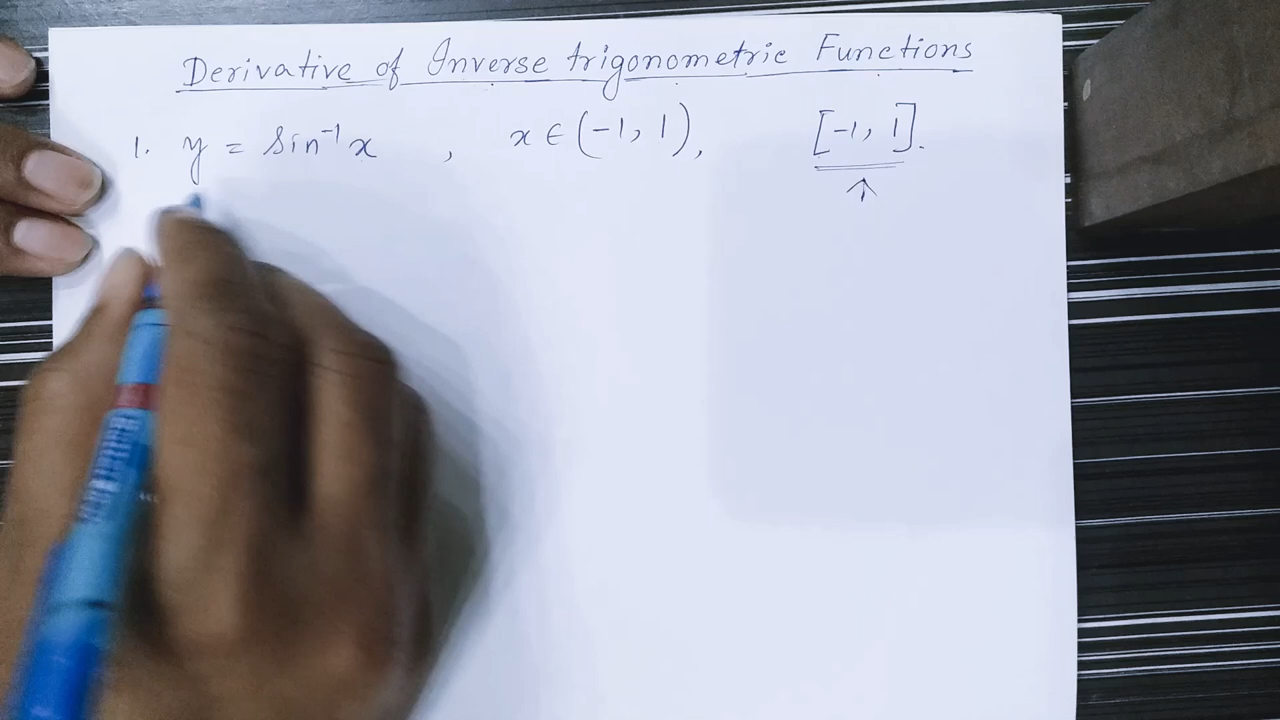 Derivative of Inverse trigonometric Functions
1. y = Sin⁻¹x , x ∈ (-1, 1), [-1, 1].